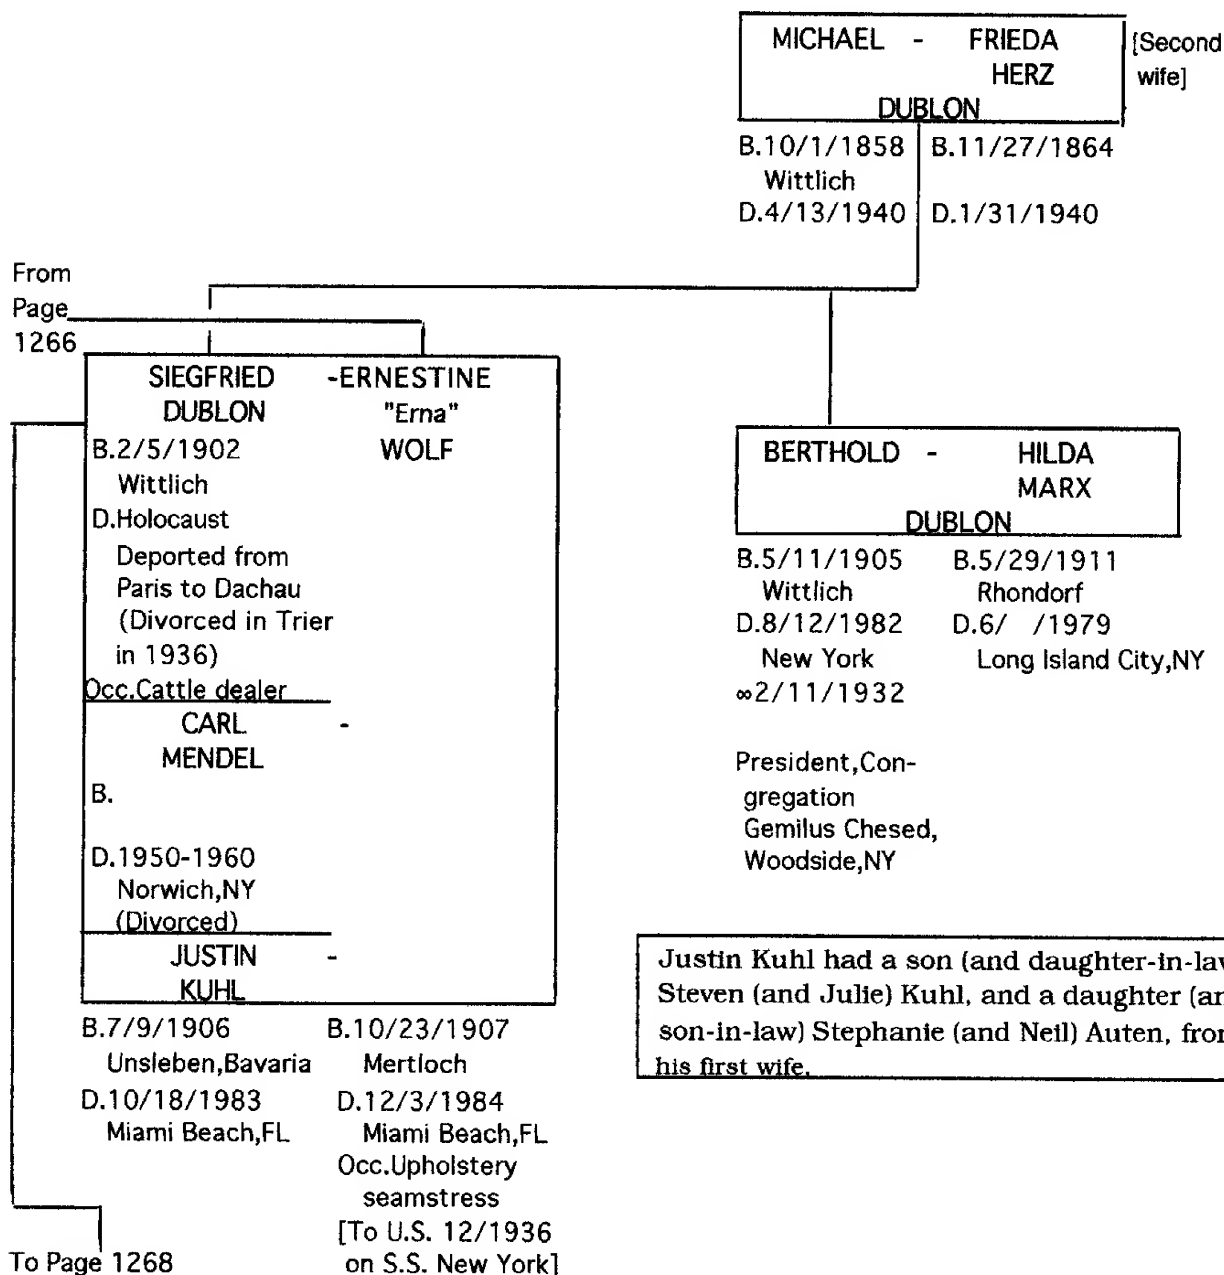 MICHAEL - FRIEDA [Second
HERZ wife]
DUBLON
B.10/1/1858 B.11/27/1864
Wittlich
D.4/13/1940 D.1/31/1940
From
Page
1266
SIEGFRIED -ERNESTINE
DUBLON "Erna"
B.2/5/1902 WOLF
Wittlich
D.Holocaust
Deported from
Paris to Dachau
(Divorced in Trier
in 1936)
Occ.Cattle dealer
CARL -
MENDEL
B.
D.1950-1960
Norwich,NY
(Divorced)
JUSTIN -
KUHL
B.7/9/1906 B.10/23/1907
Unsleben,Bavaria Mertloch
D.10/18/1983 D.12/3/1984
Miami Beach,FL Miami Beach,FL
Occ.Upholstery
seamstress
[To U.S. 12/1936
on S.S. New York]
To Page 1268
BERTHOLD - HILDA
MARX
DUBLON
B.5/11/1905 B.5/29/1911
Wittlich Rhondorf
D.8/12/1982 D.6/ /1979
New York Long Island City,NY
∞2/11/1932
President,Con-
gregation
Gemilus Chesed,
Woodside,NY
Justin Kuhl had a son (and
Steven (and Julie) Kuhl, and a daughter
son-in-law) Stephanie (and Neil) Auten,
his first wife.